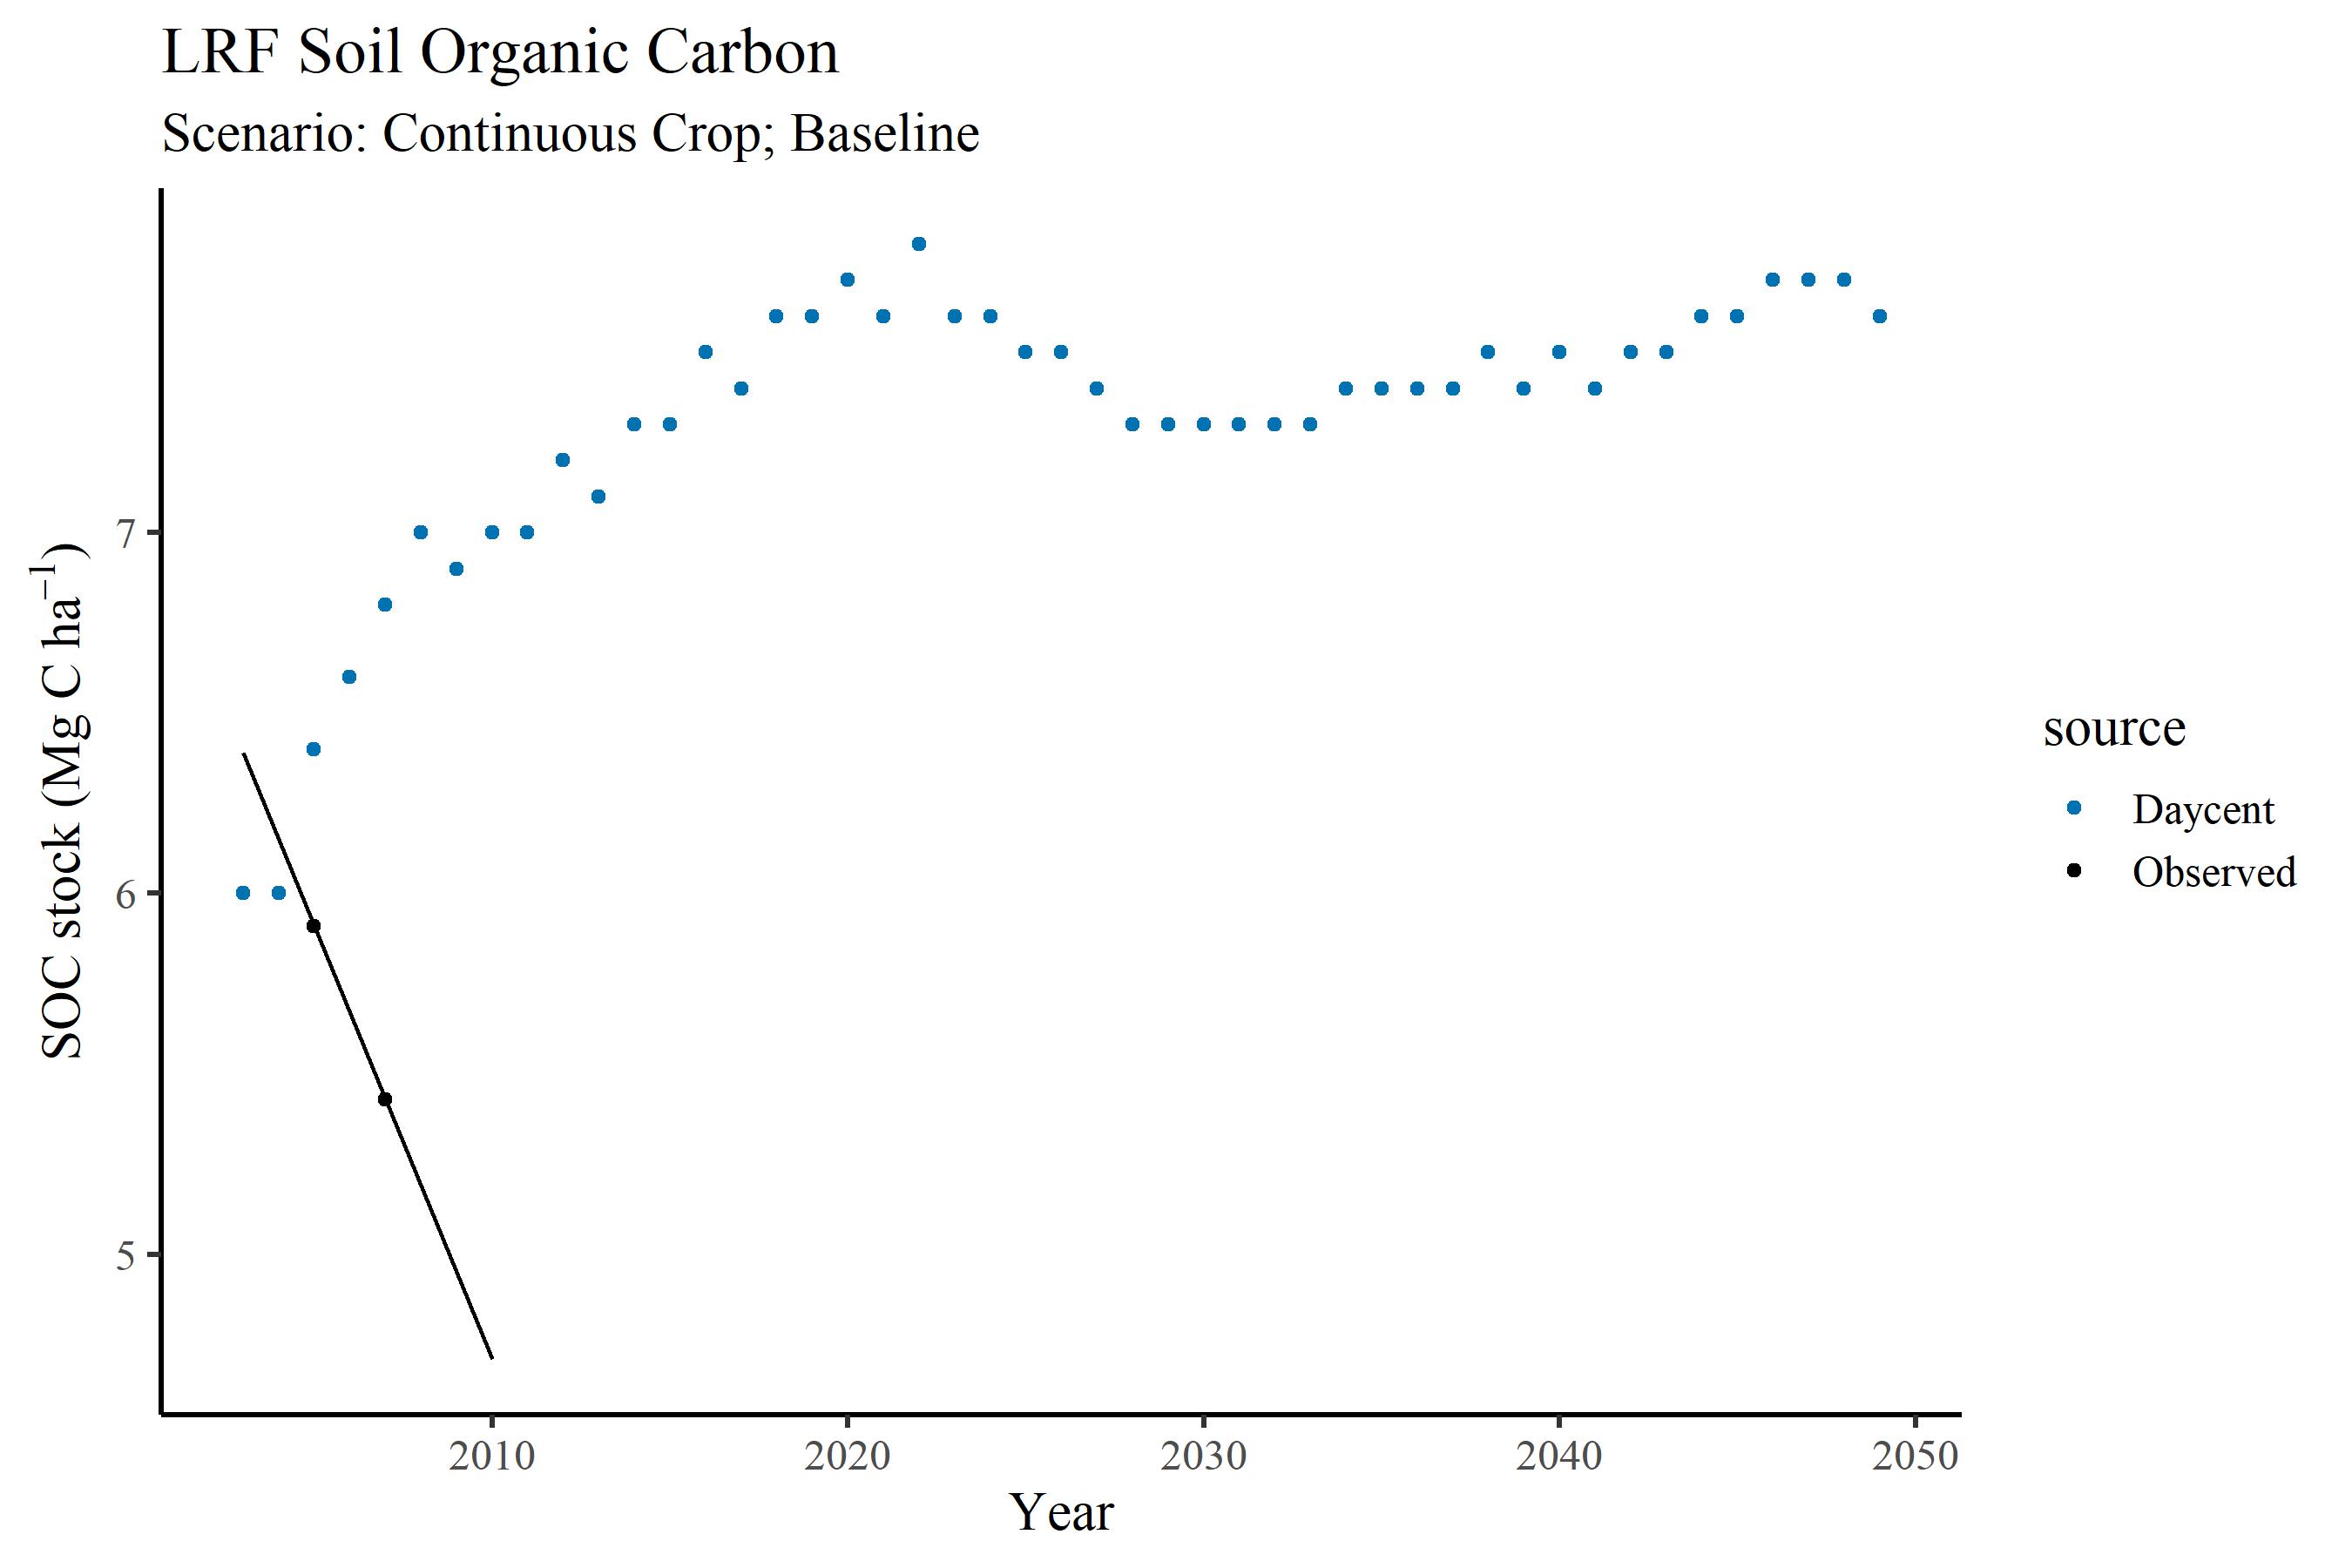 LRF Soil Organic Carbon
Scenario: Continuous Crop; Baseline
SOC stock (Mg C ha⁻¹)
7
6
5
2010 2020 2030 2040 2050
Year
source
Daycent
Observed